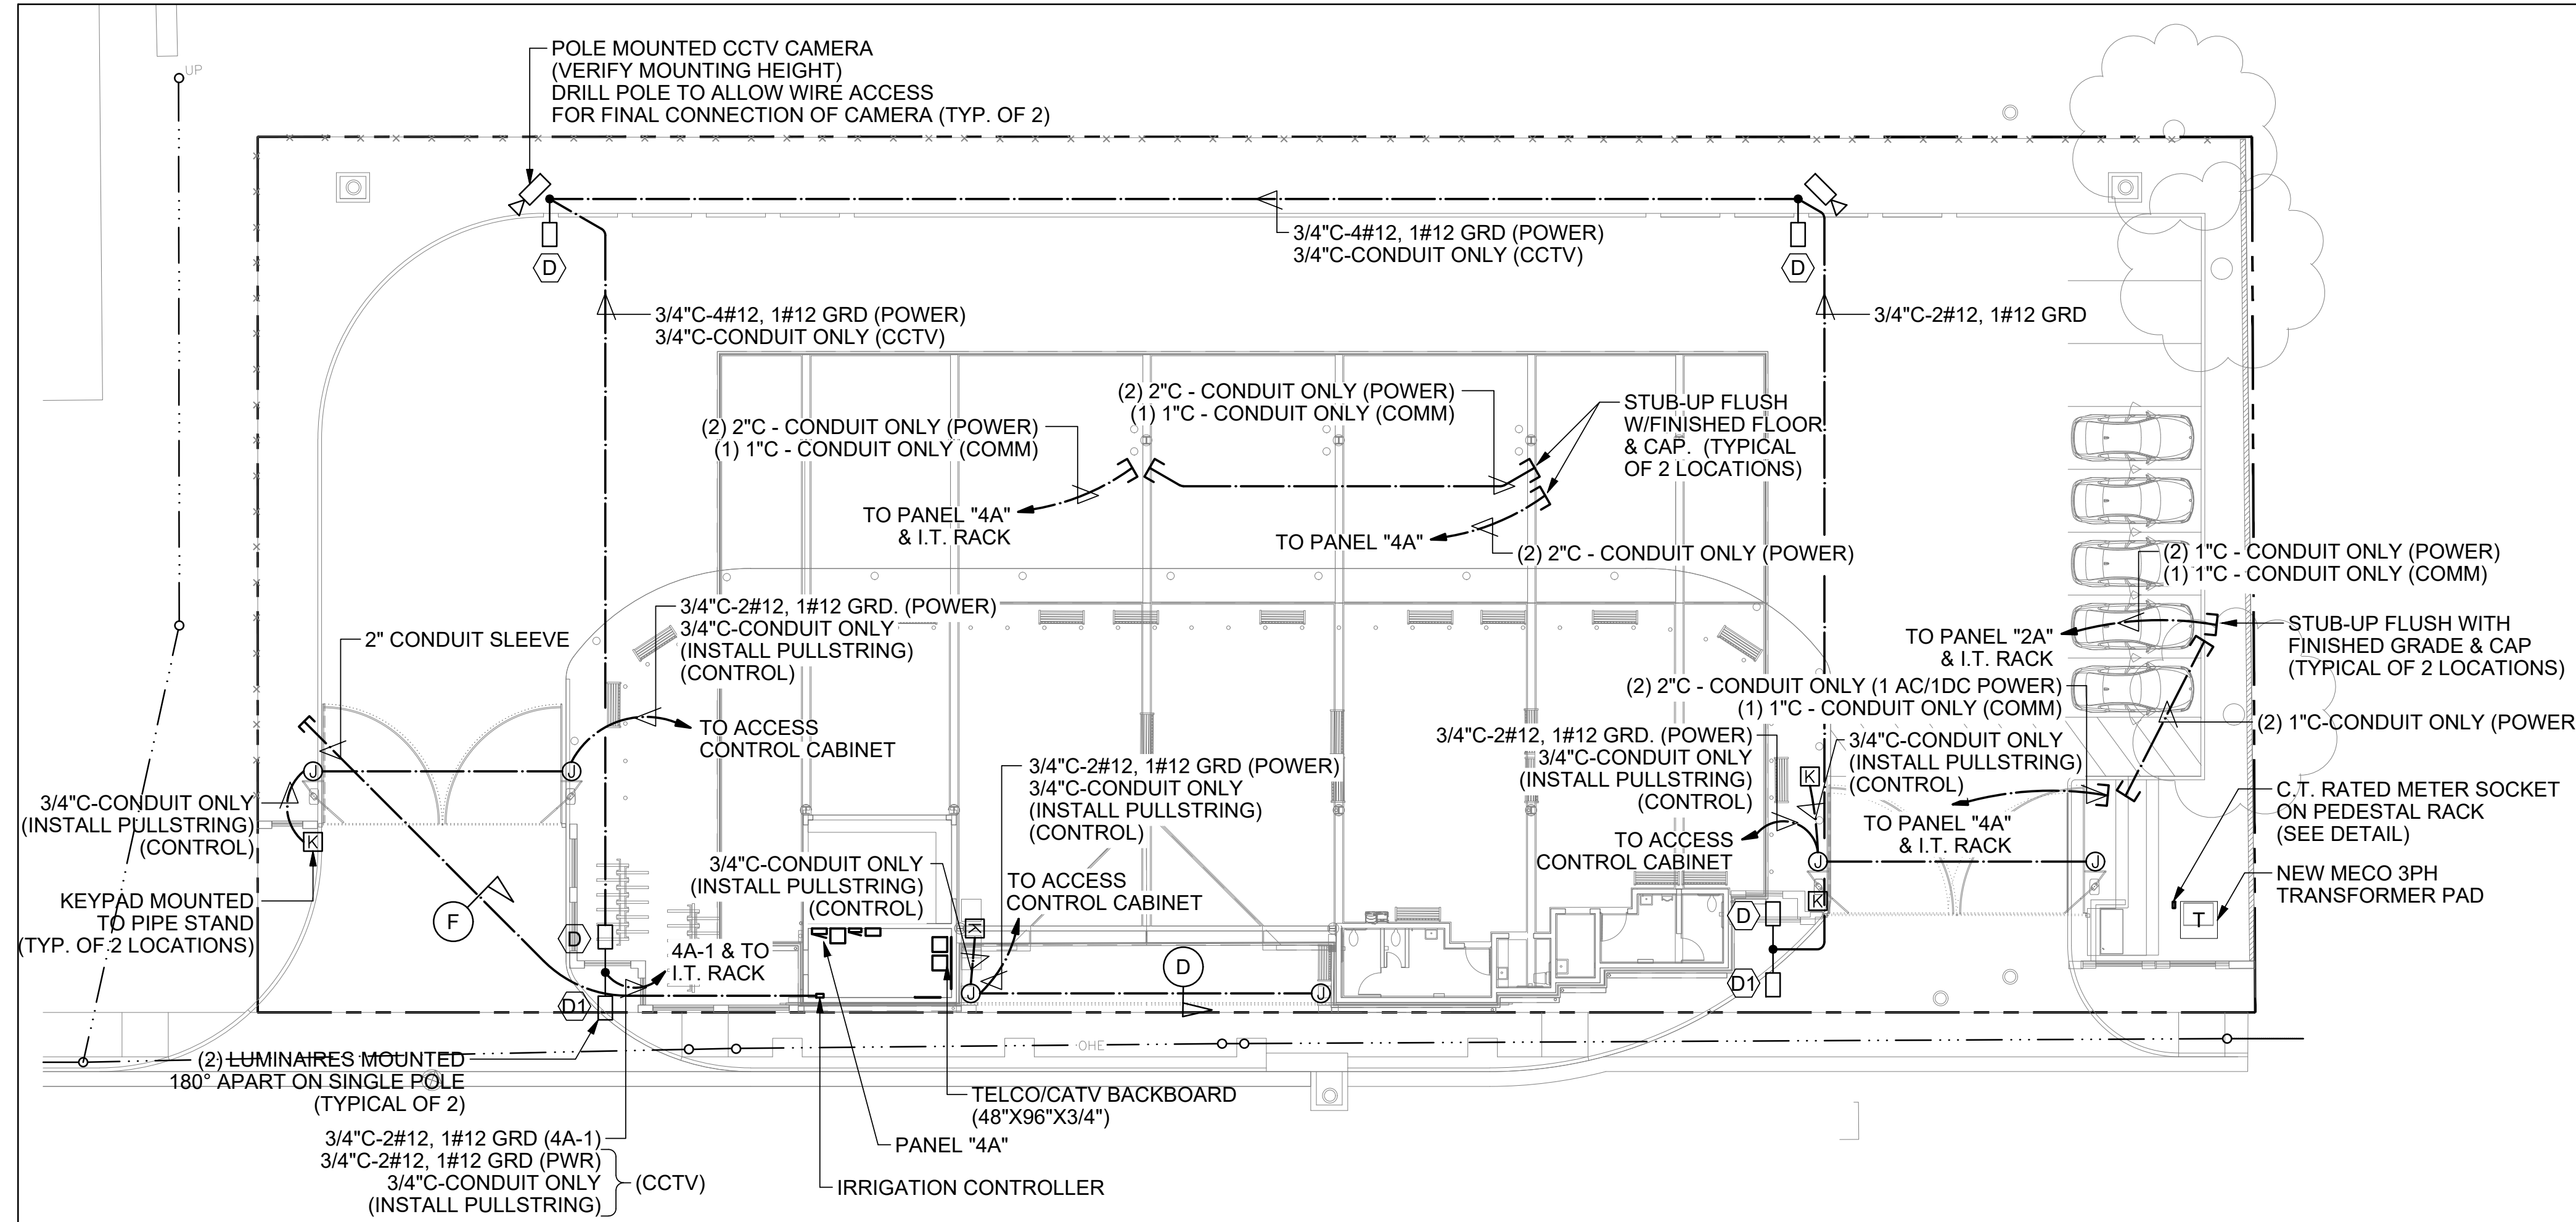 POLE MOUNTED CCTV CAMERA
(VERIFY MOUNTING HEIGHT)
DRILL POLE TO ALLOW WIRE ACCESS
FOR FINAL CONNECTION OF CAMERA (TYP. OF 2)
UP
3/4"C-4#12, 1#12 GRD (POWER)
3/4"C-CONDUIT ONLY (CCTV)
D
D
3/4"C-4#12, 1#12 GRD (POWER)
3/4"C-CONDUIT ONLY (CCTV)
3/4"C-2#12, 1#12 GRD
(2) 2"C - CONDUIT ONLY (POWER)
(1) 1"C - CONDUIT ONLY (COMM)
(2) 2"C - CONDUIT ONLY (POWER)
(1) 1"C - CONDUIT ONLY (COMM)
STUB-UP FLUSH
W/FINISHED FLOOR
& CAP. (TYPICAL
OF 2 LOCATIONS)
TO PANEL "4A"
& I.T. RACK
TO PANEL "4A"
(2) 2"C - CONDUIT ONLY (POWER)
(2) 1"C - CONDUIT ONLY (POWER)
(1) 1"C - CONDUIT ONLY (COMM)
3/4"C-2#12, 1#12 GRD. (POWER)
3/4"C-CONDUIT ONLY
(INSTALL PULLSTRING)
(CONTROL)
2" CONDUIT SLEEVE
TO PANEL "2A"
& I.T. RACK
STUB-UP FLUSH WITH
FINISHED GRADE & CAP
(TYPICAL OF 2 LOCATIONS)
(2) 2"C - CONDUIT ONLY (1 AC/1DC POWER)
(1) 1"C - CONDUIT ONLY (COMM)
(2) 1"C-CONDUIT ONLY (POWER
TO ACCESS
CONTROL CABINET
3/4"C-2#12, 1#12 GRD. (POWER)
3/4"C-CONDUIT ONLY
(INSTALL PULLSTRING)
(CONTROL)
3/4"C-CONDUIT ONLY
(INSTALL PULLSTRING)
(CONTROL)
3/4"C-2#12, 1#12 GRD (POWER)
3/4"C-CONDUIT ONLY
(INSTALL PULLSTRING)
(CONTROL)
J
J
K
3/4"C-CONDUIT ONLY
(INSTALL PULLSTRING)
(CONTROL)
K
C.T. RATED METER SOCKET
ON PEDESTAL RACK
(SEE DETAIL)
TO PANEL "4A"
& I.T. RACK
TO ACCESS
CONTROL CABINET
J
J
3/4"C-CONDUIT ONLY
(INSTALL PULLSTRING)
(CONTROL)
TO ACCESS
CONTROL CABINET
NEW MECO 3PH
TRANSFORMER PAD
T
KEYPAD MOUNTED
TO PIPE STAND
(TYP. OF 2 LOCATIONS)
F
K
K
D
D
4A-1 & TO
I.T. RACK
D
J
J
D1
D1
OHE
(2) LUMINAIRES MOUNTED
180° APART ON SINGLE POLE
(TYPICAL OF 2)
TELCO/CATV BACKBOARD
(48"X96"X3/4")
PANEL "4A"
3/4"C-2#12, 1#12 GRD (4A-1)
3/4"C-2#12, 1#12 GRD (PWR)
3/4"C-CONDUIT ONLY
(INSTALL PULLSTRING)
(CCTV)
IRRIGATION CONTROLLER